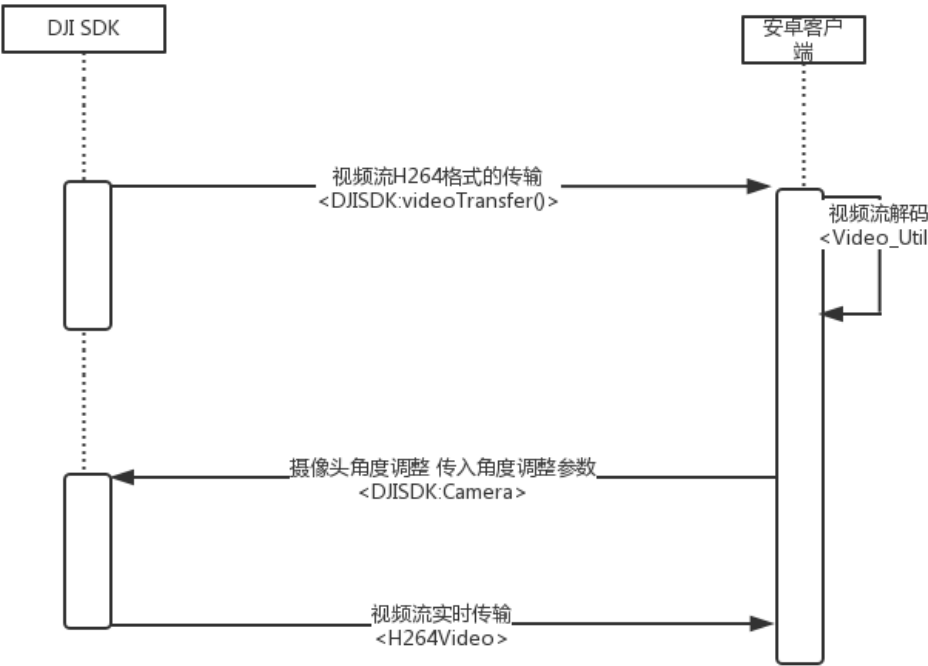 DJI SDK
安卓客户
端
视频流H264格式的传输
<DJISDK:videoTransfer()>
视频流解码
<Video_Util
摄像头角度调整 传入角度调整参数
<DJISDK:Camera>
视频流实时传输
<H264Video>